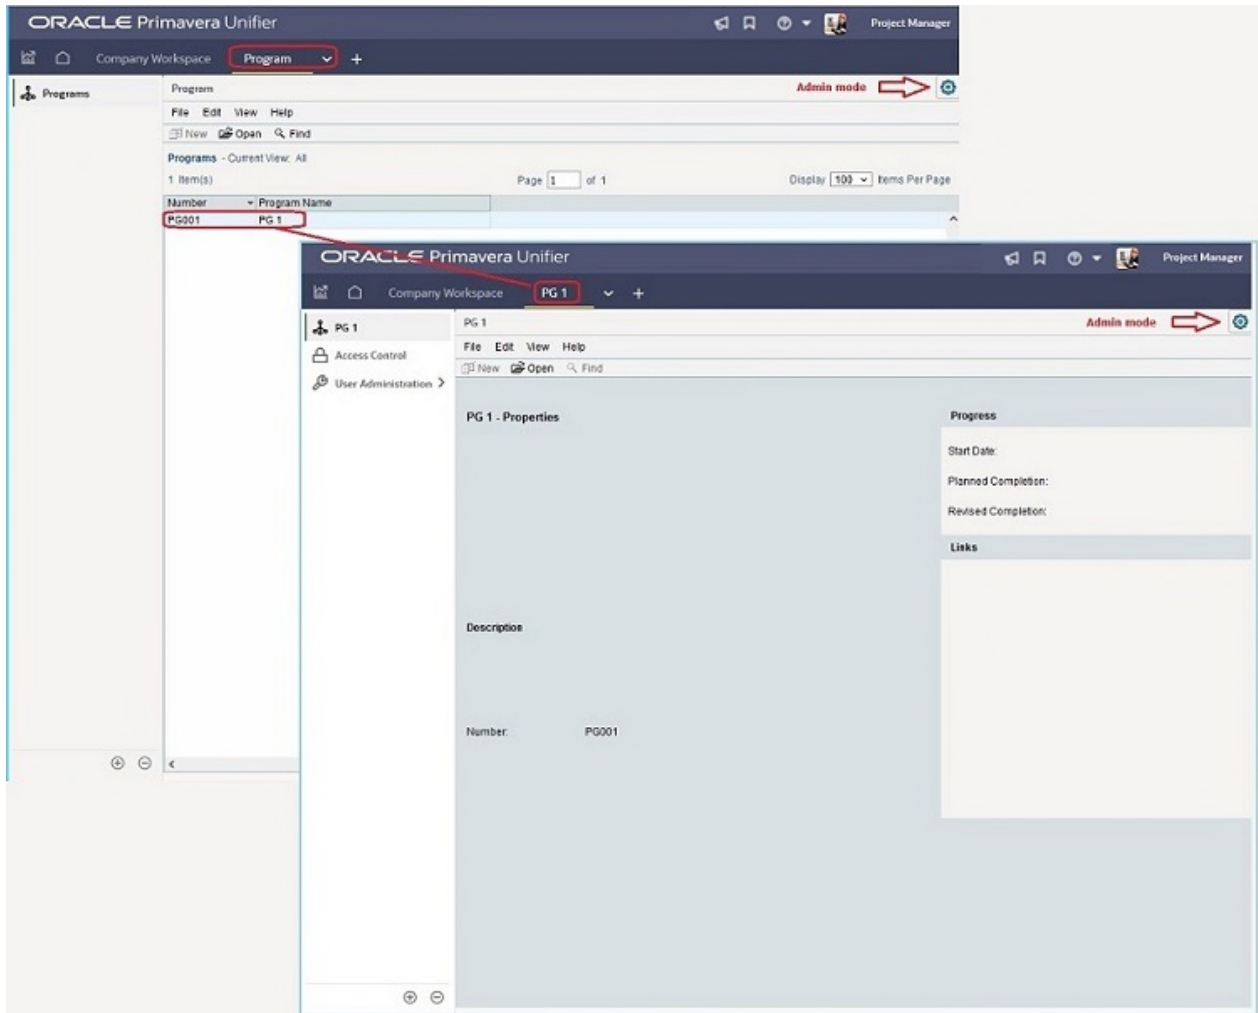 ORACLE Primavera Unifier
Project Manager
Company Workspace Program
Programs
Program
Admin mode
File Edit View Help
New Open Find
Programs - Current View: All
1 Item(s) Page 1 of 1 Display 100 Items Per Page
Number Program Name
PG001 PG 1
ORACLE Primavera Unifier
Project Manager
Company Workspace PG 1
PG 1
Access Control
User Administration
PG 1
Admin mode
File Edit View Help
New Open Find
PG 1 - Properties
Description
Number: PG001
Progress
Start Date:
Planned Completion:
Revised Completion:
Links